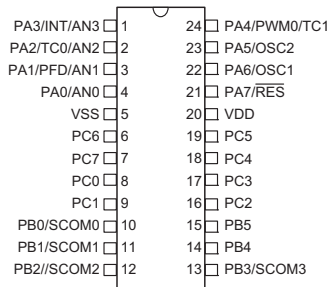 PA3/INT/AN3 1 24 PA4/PWM0/TC1
PA2/TC0/AN2 2 23 PA5/OSC2
PA1/PFD/AN1 3 22 PA6/OSC1
PA0/AN0 4 21 PA7/RES
VSS 5 20 VDD
PC6 6 19 PC5
PC7 7 18 PC4
PC0 8 17 PC3
PC1 9 16 PC2
PB0/SCOM0 10 15 PB5
PB1/SCOM1 11 14 PB4
PB2//SCOM2 12 13 PB3/SCOM3